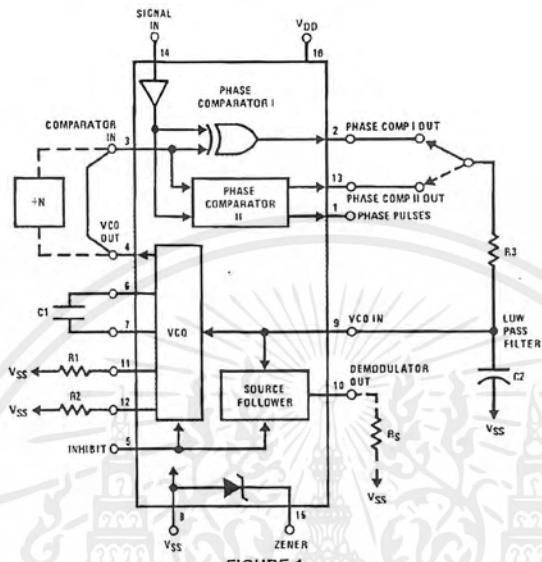 SIGNAL
IN
14
VDD
16
PHASE
COMPARATOR I
COMPARATOR
IN
3
2
PHASE COMP I OUT
÷N
PHASE
COMPARATOR
II
13
PHASE COMP II OUT
1
PHASE PULSES
VCO
OUT
4
R3
6
C1
7
VCO
9
VCO IN
LOW
PASS
FILTER
VSS
R1
11
DEMODULATOR
OUT
10
C2
VSS
R2
12
SOURCE
FOLLOWER
RS
VSS
INHIBIT
5
VSS
8
VSS
15
ZENER
FIGURE 1